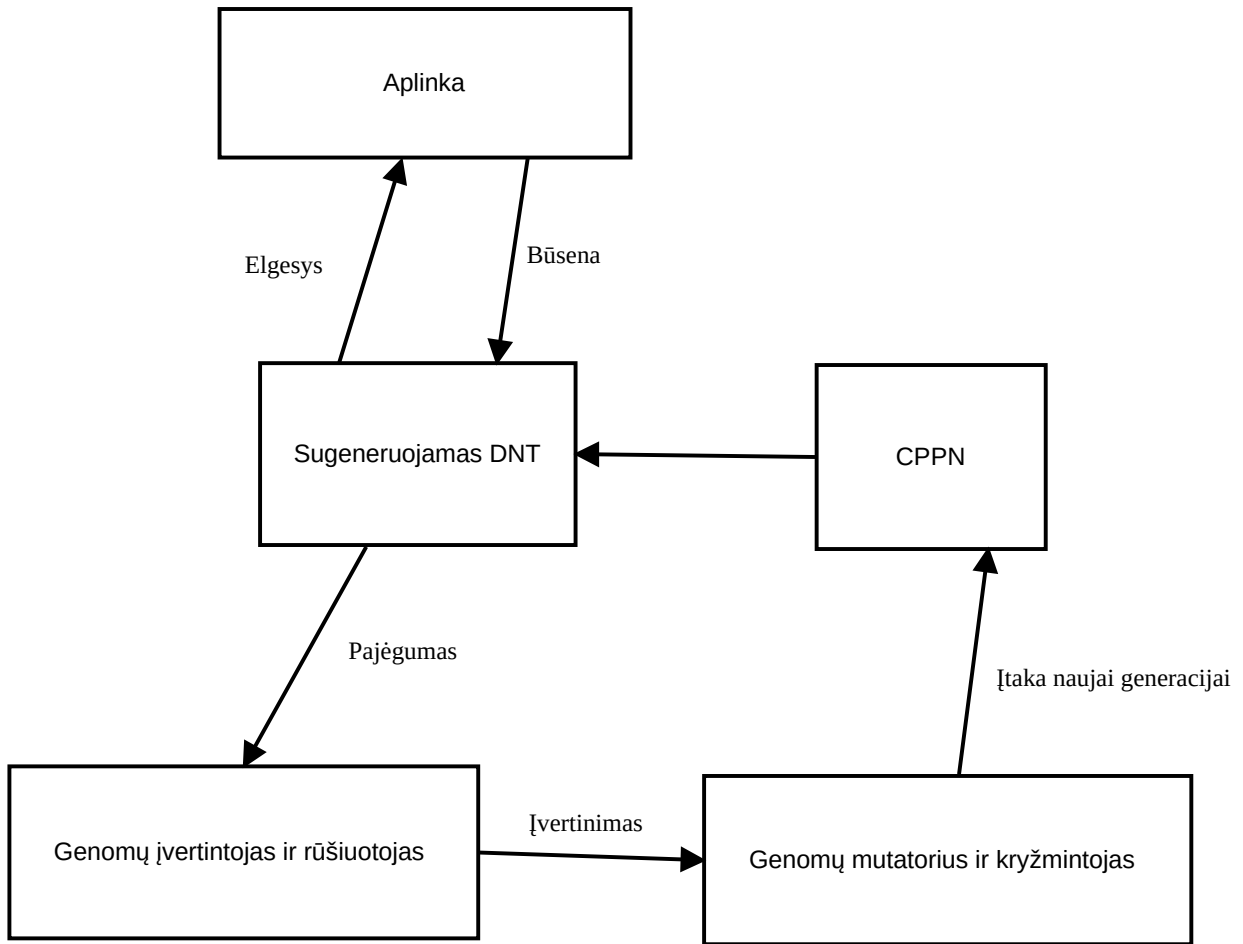 Aplinka
Elgesys
Būsena
Sugeneruojamas DNT
CPPN
Pajėgumas
Įtaka naujai generacijai
Įvertinimas
Genomų įvertintojas ir rūšiuotojas
Genomų mutatorius ir kryžmintojas